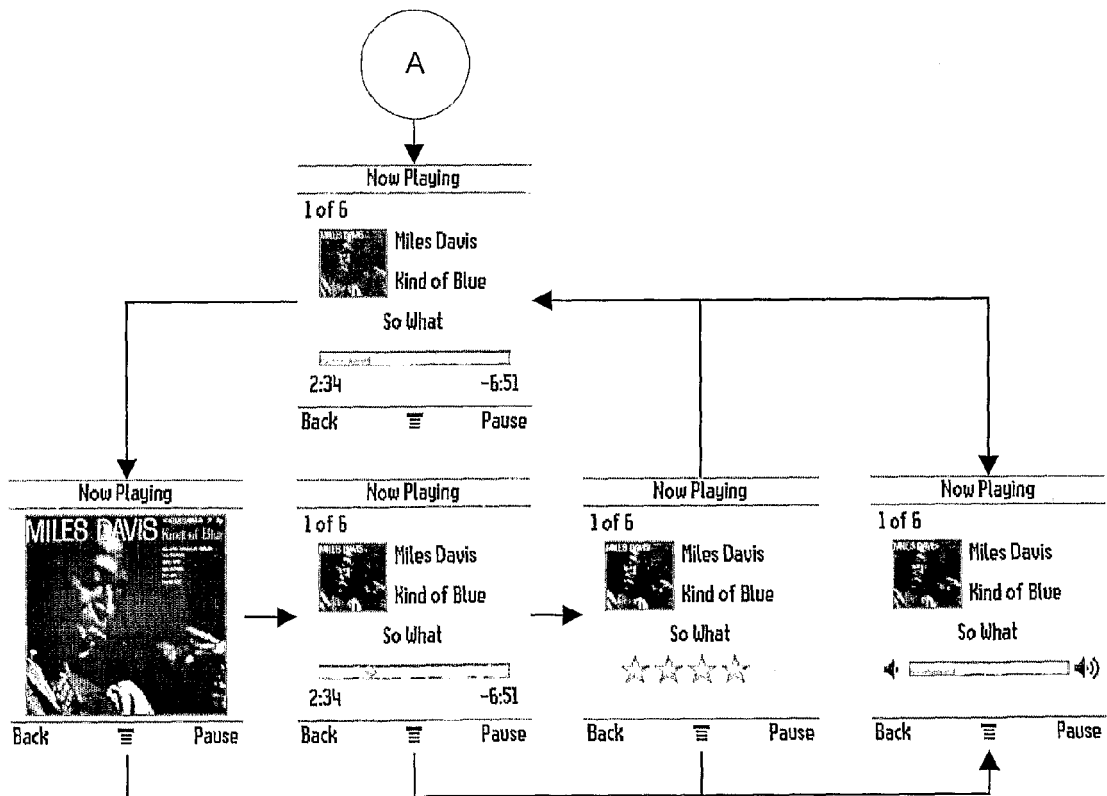 A
Now Playing
1 of 6
Miles Davis
Kind of Blue
So What
2:34 -6:51
Back Pause
Now Playing
MILES DAVIS
Kind of Blue
Back Pause
Now Playing
1 of 6
Miles Davis
Kind of Blue
So What
2:34 -6:51
Back Pause
Now Playing
1 of 6
Miles Davis
Kind of Blue
So What
Back Pause
Now Playing
1 of 6
Miles Davis
Kind of Blue
So What
Back Pause